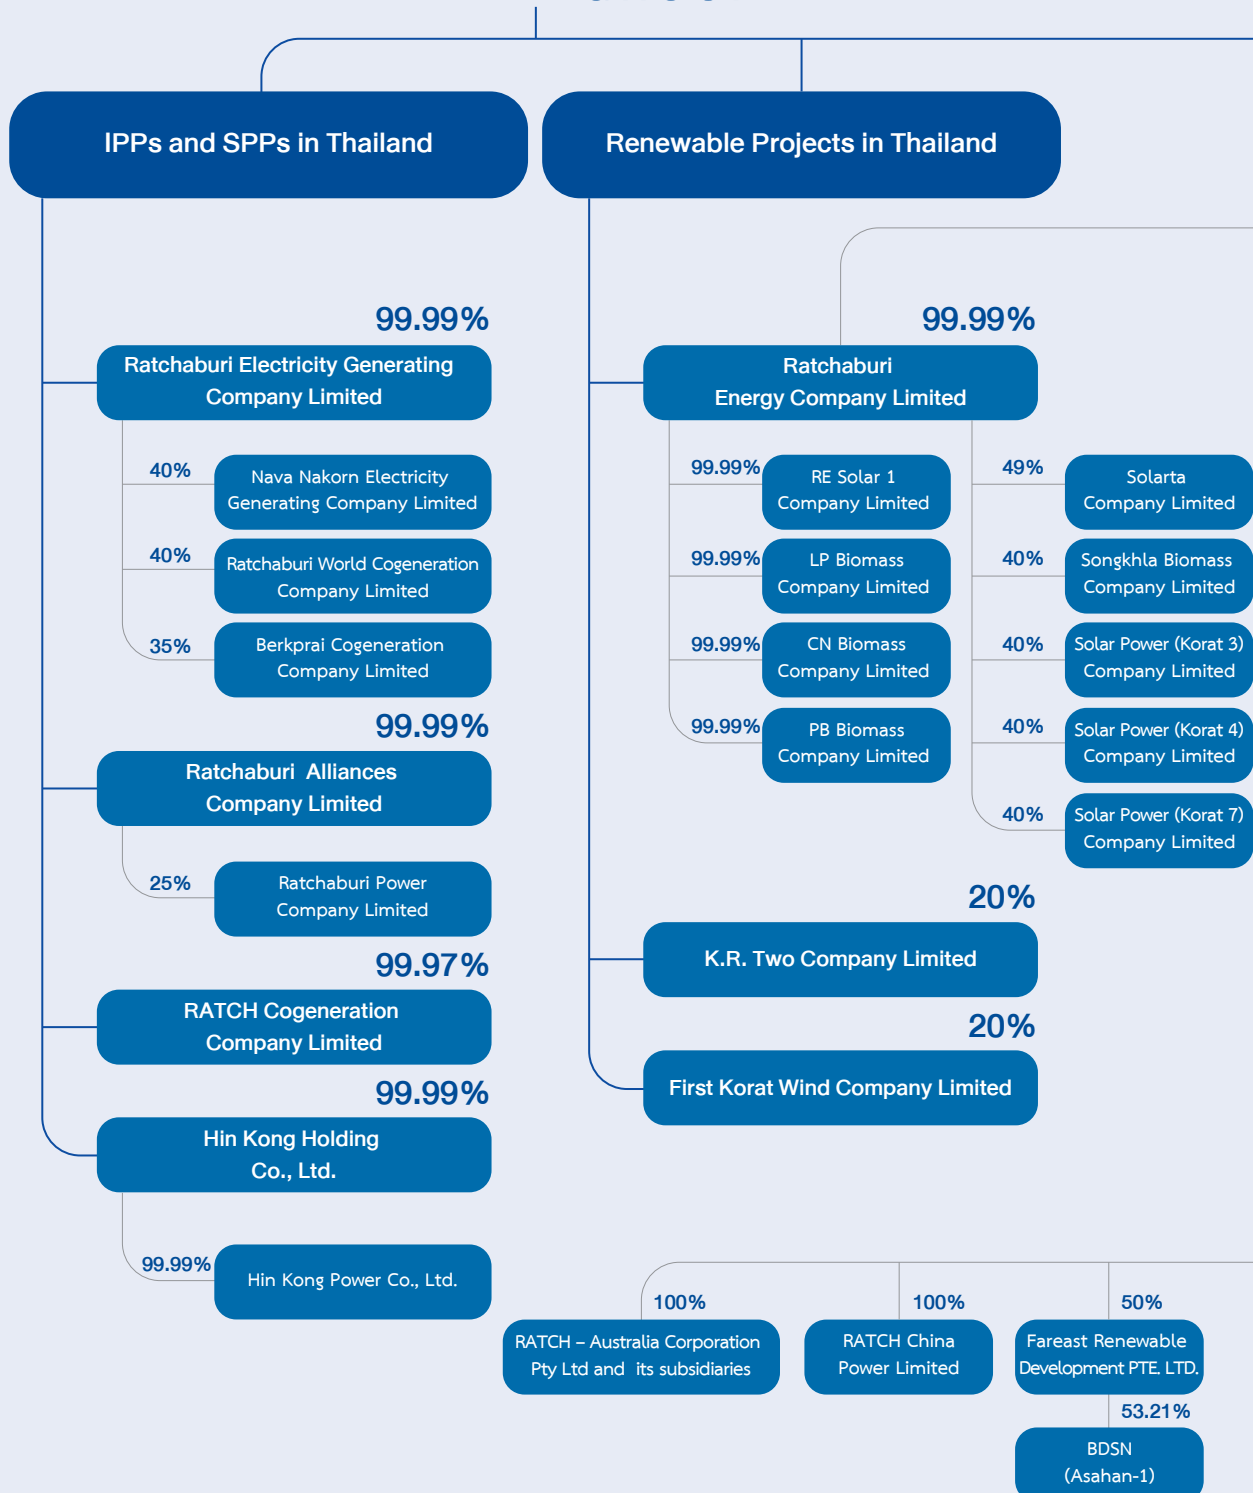 IPPs and SPPs in Thailand
99.99%
Ratchaburi Electricity Generating
Company Limited
40%
Nava Nakorn Electricity
Generating Company Limited
40%
Ratchaburi World Cogeneration
Company Limited
35%
Berkprai Cogeneration
Company Limited
99.99%
Ratchaburi Alliances
Company Limited
25%
Ratchaburi Power
Company Limited
99.97%
RATCH Cogeneration
Company Limited
99.99%
Hin Kong Holding
Co., Ltd.
99.99%
Hin Kong Power Co., Ltd.
Renewable Projects in Thailand
99.99%
Ratchaburi
Energy Company Limited
99.99%
RE Solar 1
Company Limited
99.99%
LP Biomass
Company Limited
99.99%
CN Biomass
Company Limited
99.99%
PB Biomass
Company Limited
49%
Solarta
Company Limited
40%
Songkhla Biomass
Company Limited
40%
Solar Power (Korat 3)
Company Limited
40%
Solar Power (Korat 4)
Company Limited
40%
Solar Power (Korat 7)
Company Limited
20%
K.R. Two Company Limited
20%
First Korat Wind Company Limited
100%
RATCH – Australia Corporation
Pty Ltd and its subsidiaries
100%
RATCH China
Power Limited
50%
Fareast Renewable
Development PTE. LTD.
53.21%
BDSN
(Asahan-1)